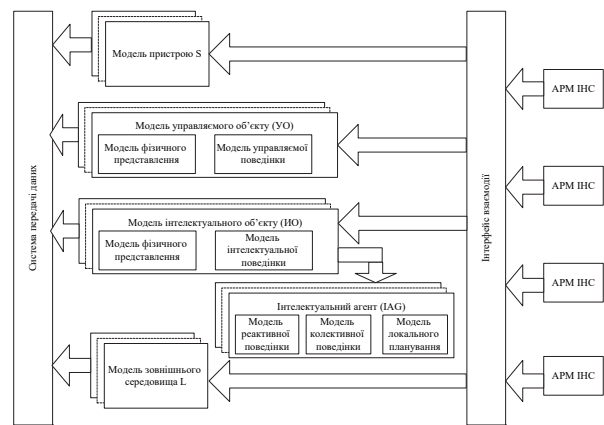 Система передачі даних
Модель пристрою S
Модель управляємого об’єкту (УО)
Модель фізичного
представлення
Модель управляємої
поведінки
Модель інтелектуального об’єкту (ИО)
Модель фізичного
представлення
Модель
інтелектуальної
поведінки
Інтелектуальний агент (IAG)
Модель
реактивної
поведінки
Модель
колективної
поведінки
Модель
локального
планування
Модель зовнішнього
середовища L
Інтерфейс взаємодії
АРМ ІНС
АРМ ІНС
АРМ ІНС
АРМ ІНС